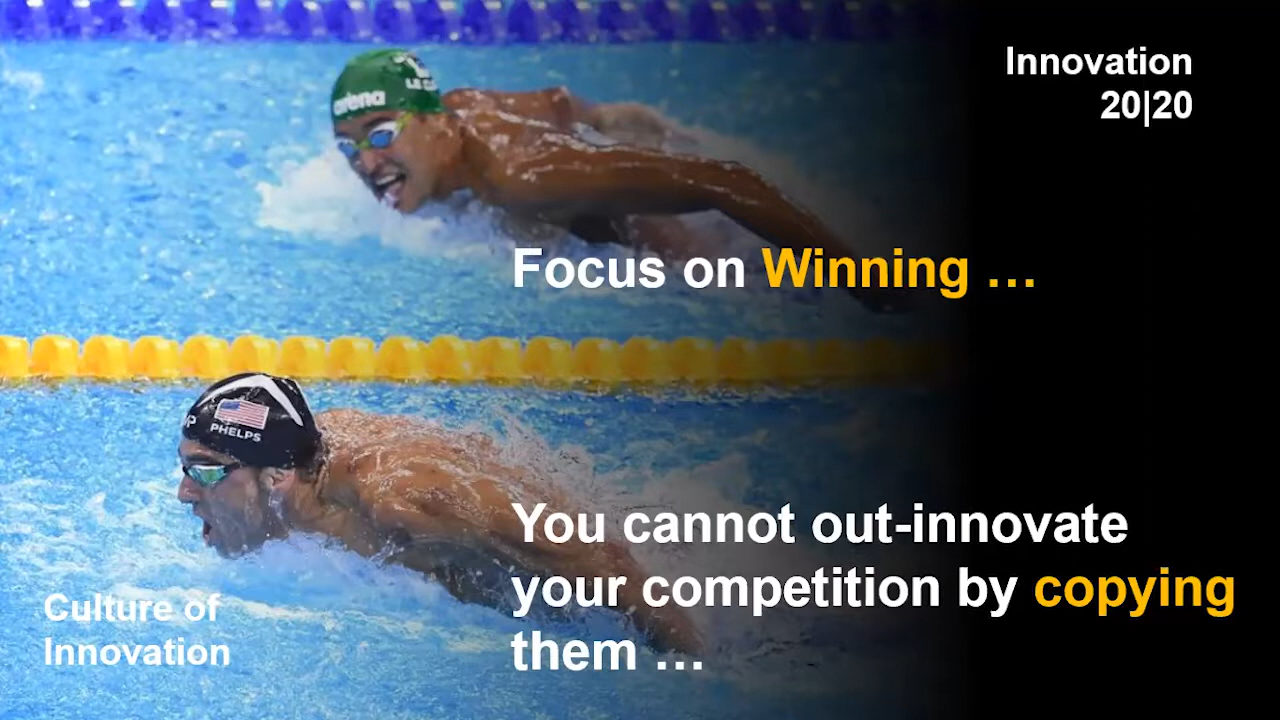 Innovation
20|20
arena
LE C
Focus on Winning …
PHELPS
You cannot out-innovate
your competition by copying
them …
Culture of
Innovation